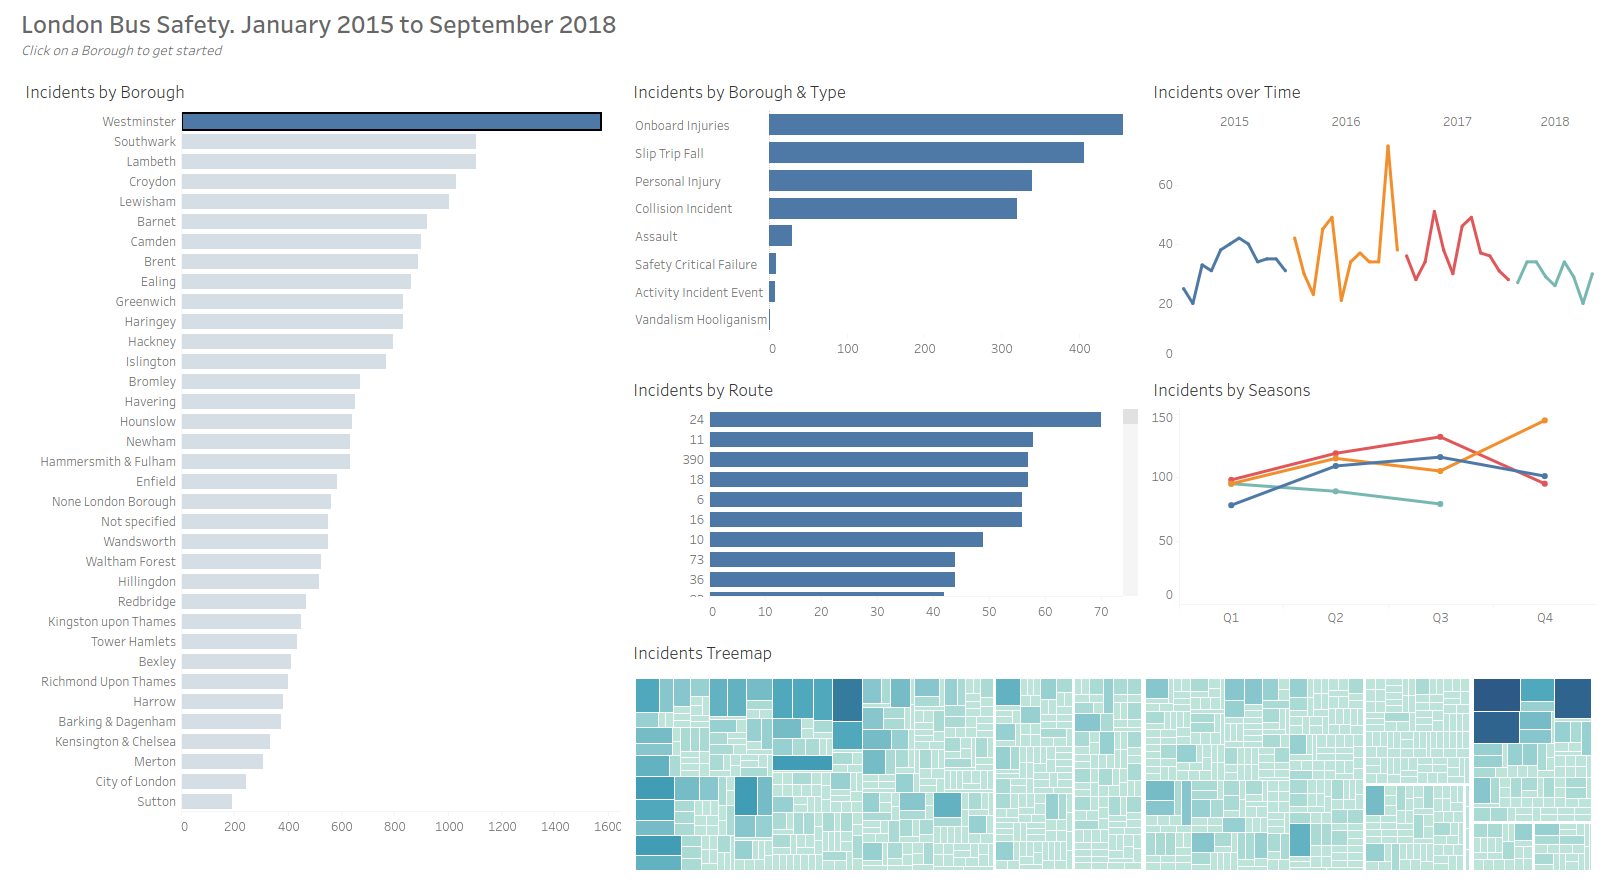 London Bus Safety. January 2015 to September 2018
Click on a Borough to get started
Incidents by Borough
Westminster
Southwark
Lambeth
Croydon
Lewisham
Barnet
Camden
Brent
Ealing
Greenwich
Haringey
Hackney
Islington
Bromley
Havering
Hounslow
Newham
Hammersmith & Fulham
Enfield
None London Borough
Not specified
Wandsworth
Waltham Forest
Hillingdon
Redbridge
Kingston upon Thames
Tower Hamlets
Bexley
Richmond Upon Thames
Harrow
Barking & Dagenham
Kensington & Chelsea
Merton
City of London
Sutton
0 200 400 600 800 1000 1200 1400 1600
Incidents by Borough & Type
Onboard Injuries
Slip Trip Fall
Personal Injury
Collision Incident
Assault
Safety Critical Failure
Activity Incident Event
Vandalism Hooliganism
0 100 200 300 400
Incidents over Time
2015 2016 2017 2018
60
40
20
0
Incidents by Route
24
11
390
18
6
16
10
73
36
0 10 20 30 40 50 60 70
Incidents by Seasons
150
100
50
0
Q1 Q2 Q3 Q4
Incidents Treemap